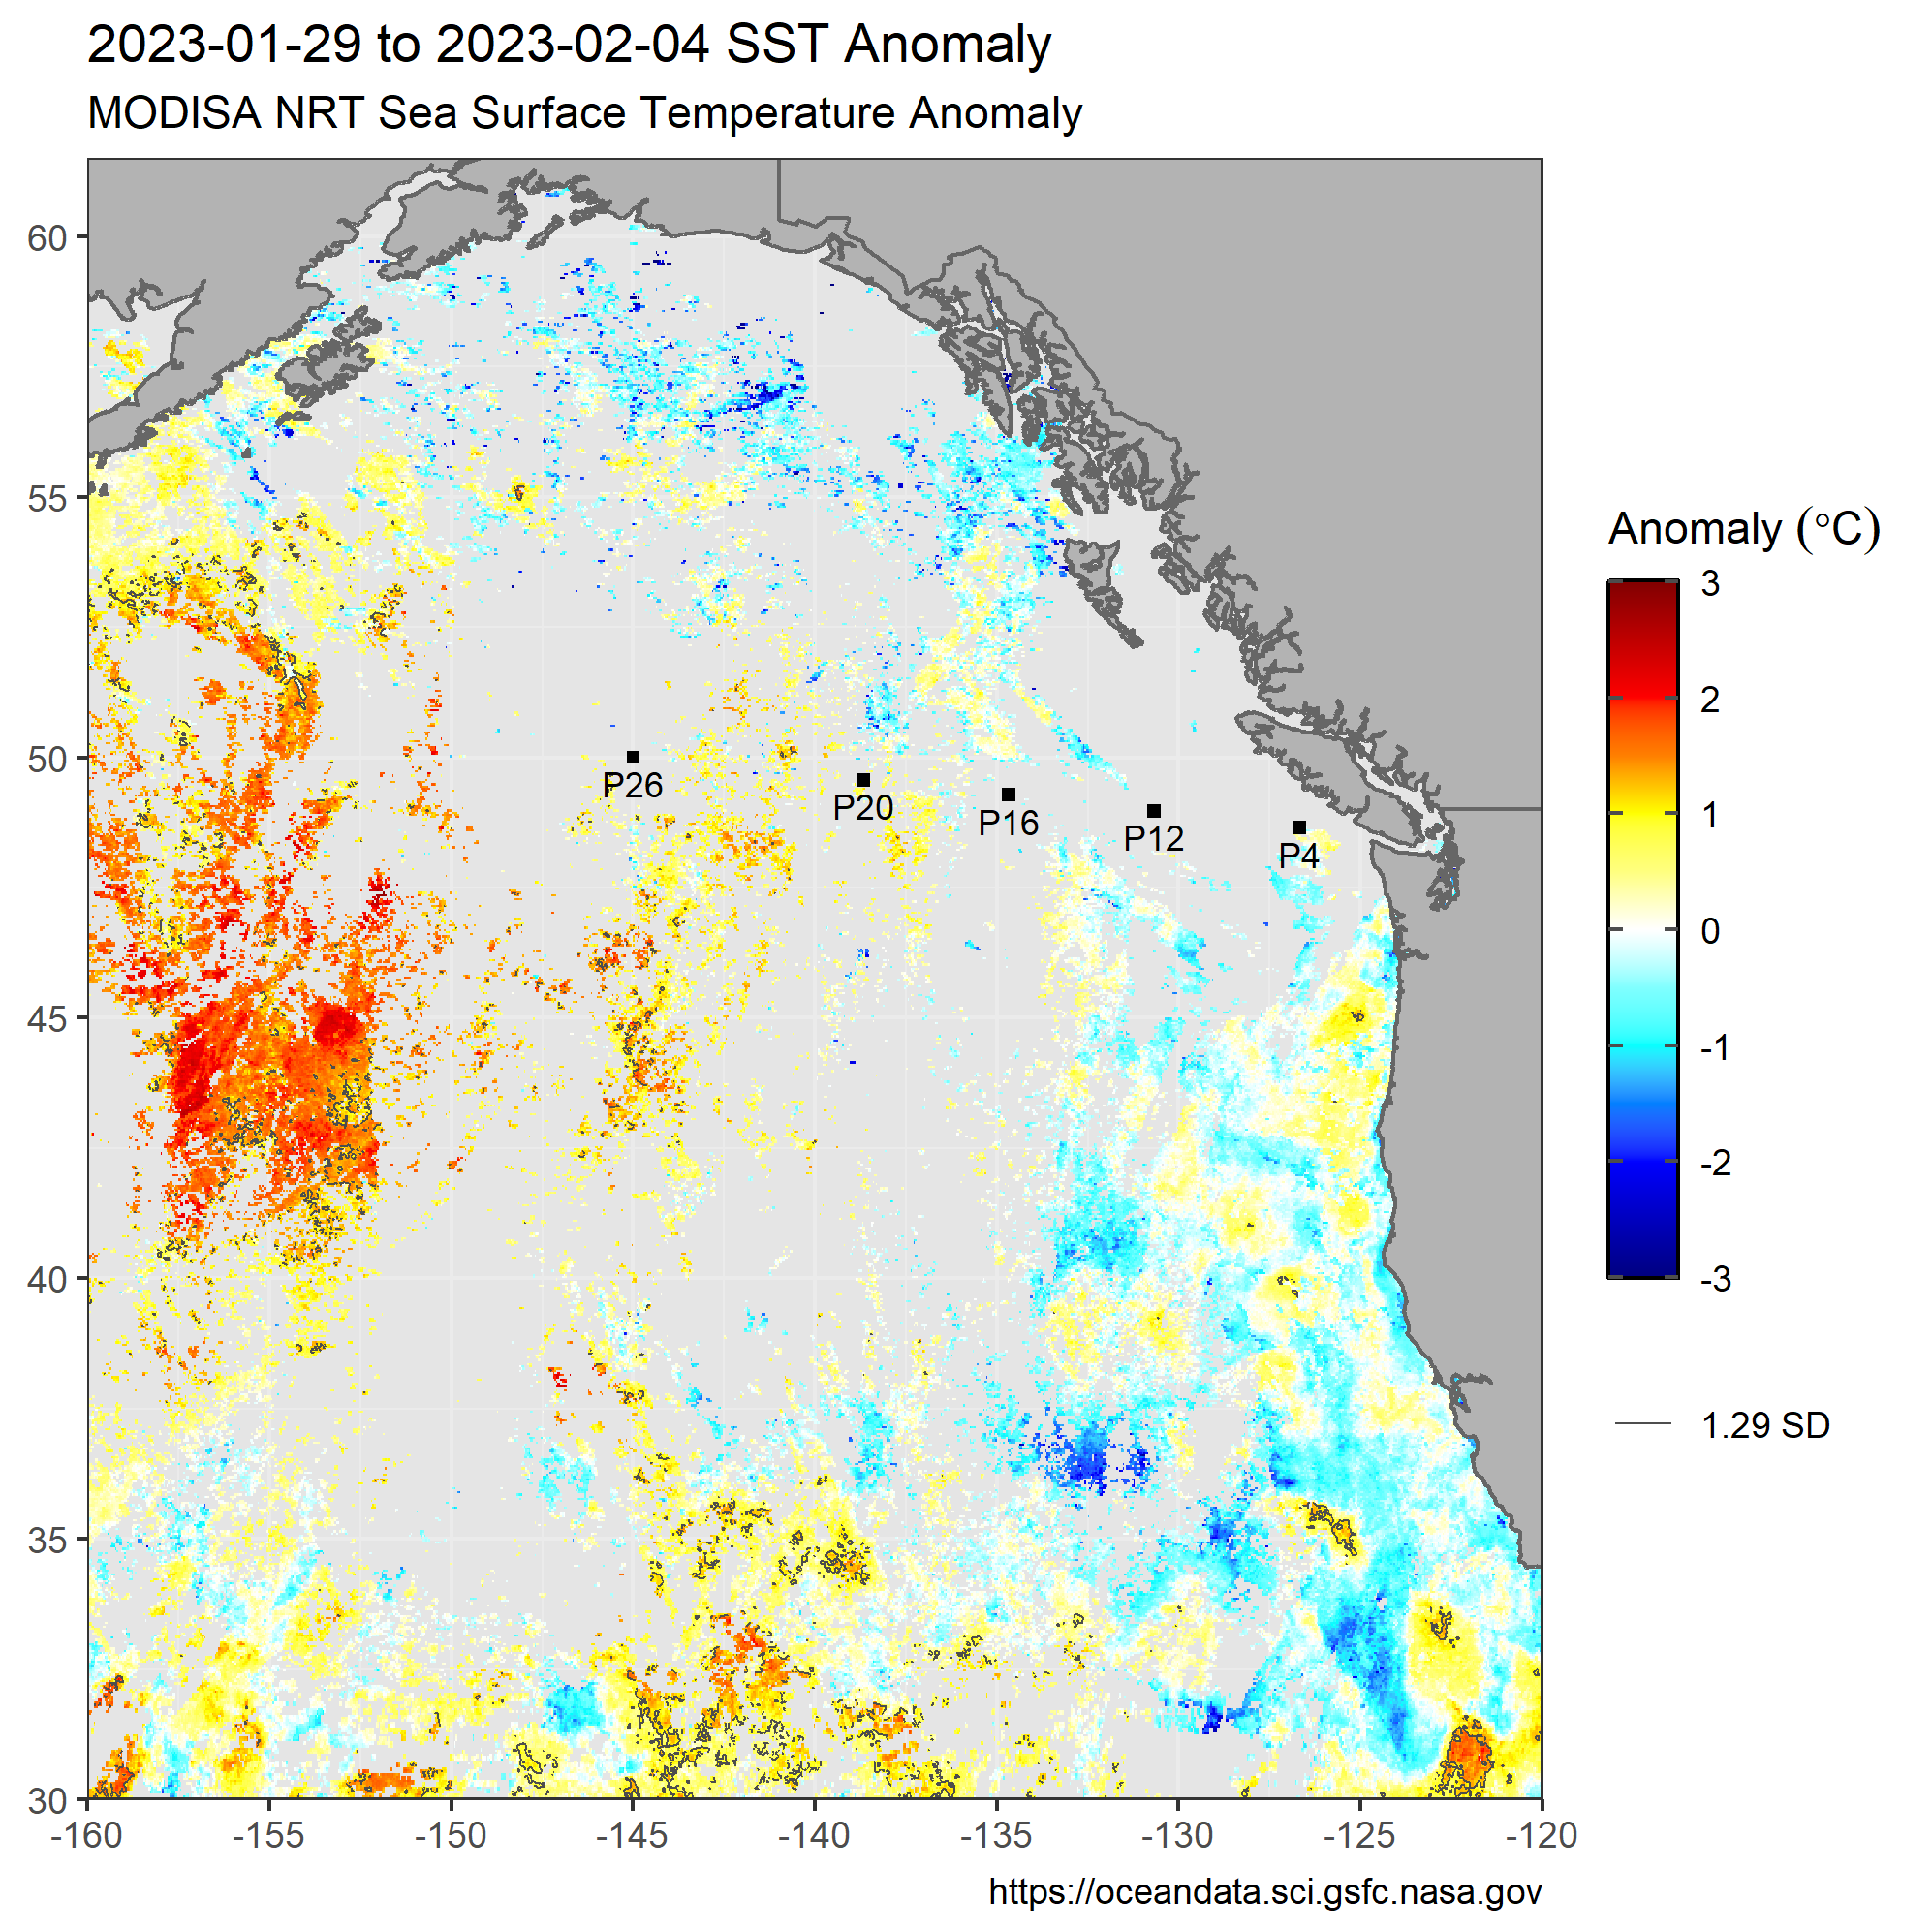 2023-01-29 to 2023-02-04 SST Anomaly
MODISA NRT Sea Surface Temperature Anomaly
60
55
50
45
40
35
30
P26
P20
P16
P12
P4
-160
-155
-150
-145
-140
-135
-130
-125
-120
Anomaly (°C)
3
2
1
0
-1
-2
-3
1.29 SD
https://oceandata.sci.gsfc.nasa.gov